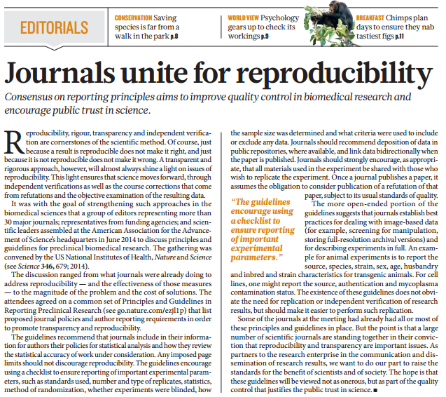 EDITORIALS
CONSERVATION Saving
species is far from a
walk in the park p.8
WORLD VIEW Psychology
gears up to check its
workings p.9
BREAKFAST Chimps plan
days to ensure they nab
tastiest figs p.11
Journals unite for reproducibility
Consensus on reporting principles aims to improve quality control in biomedical research and
encourage public trust in science.
Reproducibility, rigour, transparency and independent verifica-
tion are cornerstones of the scientific method. Of course, just
because a result is reproducible does not make it right, and just
because it is not reproducible does not make it wrong. A transparent and
rigorous approach, however, will almost always shine a light on issues of
reproducibility. This light ensures that science moves forward, through
independent verifications as well as the course corrections that come
from refutations and the objective examination of the resulting data.
It was with the goal of strengthening such approaches in the
biomedical sciences that a group of editors representing more than
30 major journals; representatives from funding agencies; and scien-
tific leaders assembled at the American Association for the Advance-
ment of Science's headquarters in June 2014 to discuss principles and
guidelines for preclinical biomedical research. The gathering was
convened by the US National Institutes of Health, Nature and Science
(see Science 346, 679; 2014).
The discussion ranged from what journals were already doing to
address reproducibility — and the effectiveness of those measures
— to the magnitude of the problem and the cost of solutions. The
attendees agreed on a common set of Principles and Guidelines in
Reporting Preclinical Research (see go.nature.com/ezjl1p) that list
proposed journal policies and author reporting requirements in order
to promote transparency and reproducibility.
The guidelines recommend that journals include in their informa-
tion for authors their policies for statistical analysis and how they review
the statistical accuracy of work under consideration. Any imposed page
limits should not discourage reproducibility. The guidelines encourage
using a checklist to ensure reporting of important experimental param-
eters, such as standards used, number and type of replicates, statistics,
method of randomization, whether experiments were blinded, how
the sample size was determined and what criteria were used to include
or exclude any data. Journals should recommend deposition of data in
public repositories, where available, and link data bidirectionally when
the paper is published. Journals should strongly encourage, as appropri-
ate, that all materials used in the experiment be shared with those who
wish to replicate the experiment. Once a journal publishes a paper, it
assumes the obligation to consider publication of a refutation of that
paper, subject to its usual standards of quality.
The more open-ended portion of the
guidelines suggests that journals establish best
practices for dealing with image-based data
(for example, screening for manipulation,
storing full-resolution archival versions) and
for describing experiments in full. An exam-
ple for animal experiments is to report the
source, species, strain, sex, age, husbandry
and inbred and strain characteristics for transgenic animals. For cell
lines, one might report the source, authentication and mycoplasma
contamination status. The existence of these guidelines does not obvi-
ate the need for replication or independent verification of research
results, but should make it easier to perform such replication.
Some of the journals at the meeting had already had all or most of
these principles and guidelines in place. But the point is that a large
number of scientific journals are standing together in their convic-
tion that reproducibility and transparency are important issues. As
partners to the research enterprise in the communication and dis-
semination of research results, we want to do our part to raise the
standards for the benefit of scientists and of society. The hope is that
these guidelines will be viewed not as onerous, but as part of the quality
control that justifies the public trust in science. ■
"The guidelines
encourage using
a checklist to
ensure reporting
of important
experimental
parameters."